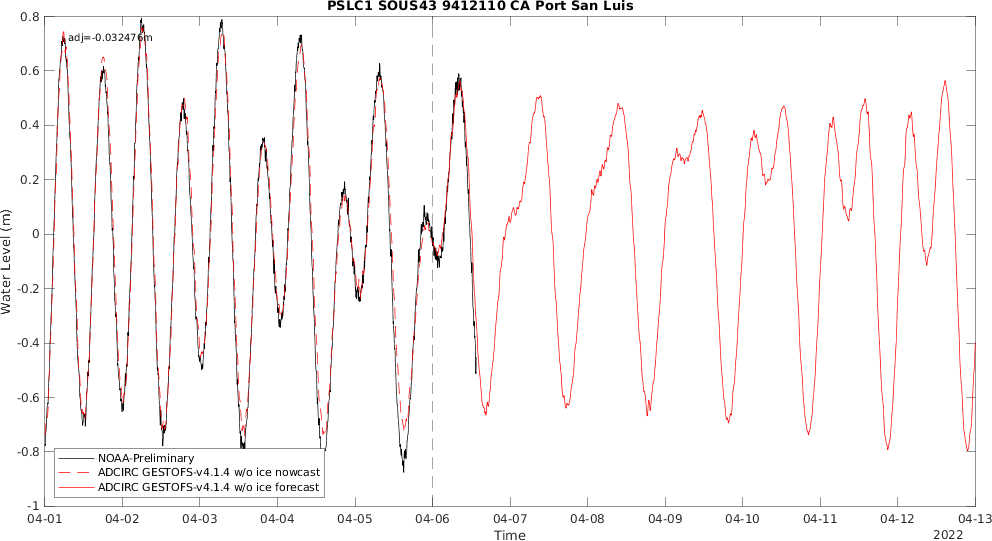 PSLC1 SOUS43 9412110 CA Port San Luis
adj=-0.032476m
0.8
0.6
0.4
0.2
0
-0.2
-0.4
-0.6
-0.8
-1
Water Level (m)
NOAA-Preliminary
ADCIRC GESTOFS-v4.1.4 w/o ice nowcast
ADCIRC GESTOFS-v4.1.4 w/o ice forecast
04-01 04-02 04-03 04-04 04-05 04-06 04-07 04-08 04-09 04-10 04-11 04-12 04-13
Time
2022